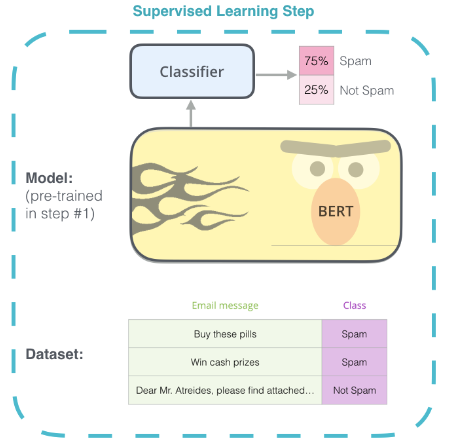 Supervised Learning Step
Classifier
75% Spam
25% Not Spam
Model:
(pre-trained
in step #1)
BERT
Email message Class
Dataset:
Buy these pills Spam
Win cash prizes Spam
Dear Mr. Atreides, please find attached... Not Spam